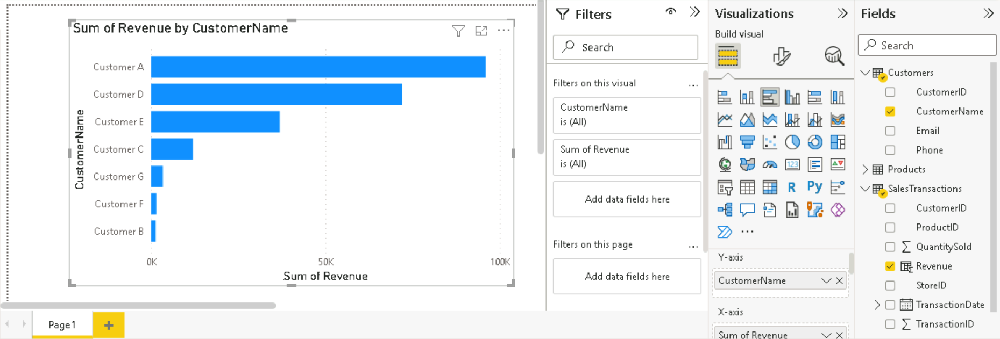 Sum of Revenue by CustomerName
Customer A
Customer D
Customer E
Customer C
Customer G
Customer F
Customer B
CustomerName
0K 50K 100K
Sum of Revenue
Page1
+
Filters
Search
Filters on this visual
CustomerName
is (All)
Sum of Revenue
is (All)
Add data fields here
Filters on this page
Add data fields here
Visualizations
Build visual
123
R
Py
Y-axis
CustomerName
X-axis
Sum of Revenue
Fields
Search
Customers
CustomerID
CustomerName
Email
Phone
Products
SalesTransactions
CustomerID
ProductID
∑ QuantitySold
Revenue
StoreID
TransactionDate
∑ TransactionID